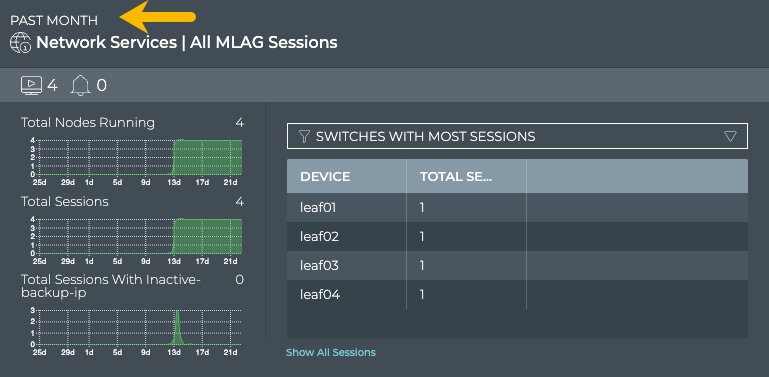 PAST MONTH
1
Network Services | All MLAG Sessions
4 0
Total Nodes Running 4
4
3
2
1
0
25d 29d 1d 5d 9d 13d 17d 21d
Total Sessions 4
4
3
2
1
0
25d 29d 1d 5d 9d 13d 17d 21d
Total Sessions With Inactive- 0
backup-ip
3
2
1
0
25d 29d 1d 5d 9d 13d 17d 21d
SWITCHES WITH MOST SESSIONS
DEVICE TOTAL SE...
leaf01 1
leaf02 1
leaf03 1
leaf04 1
Show All Sessions